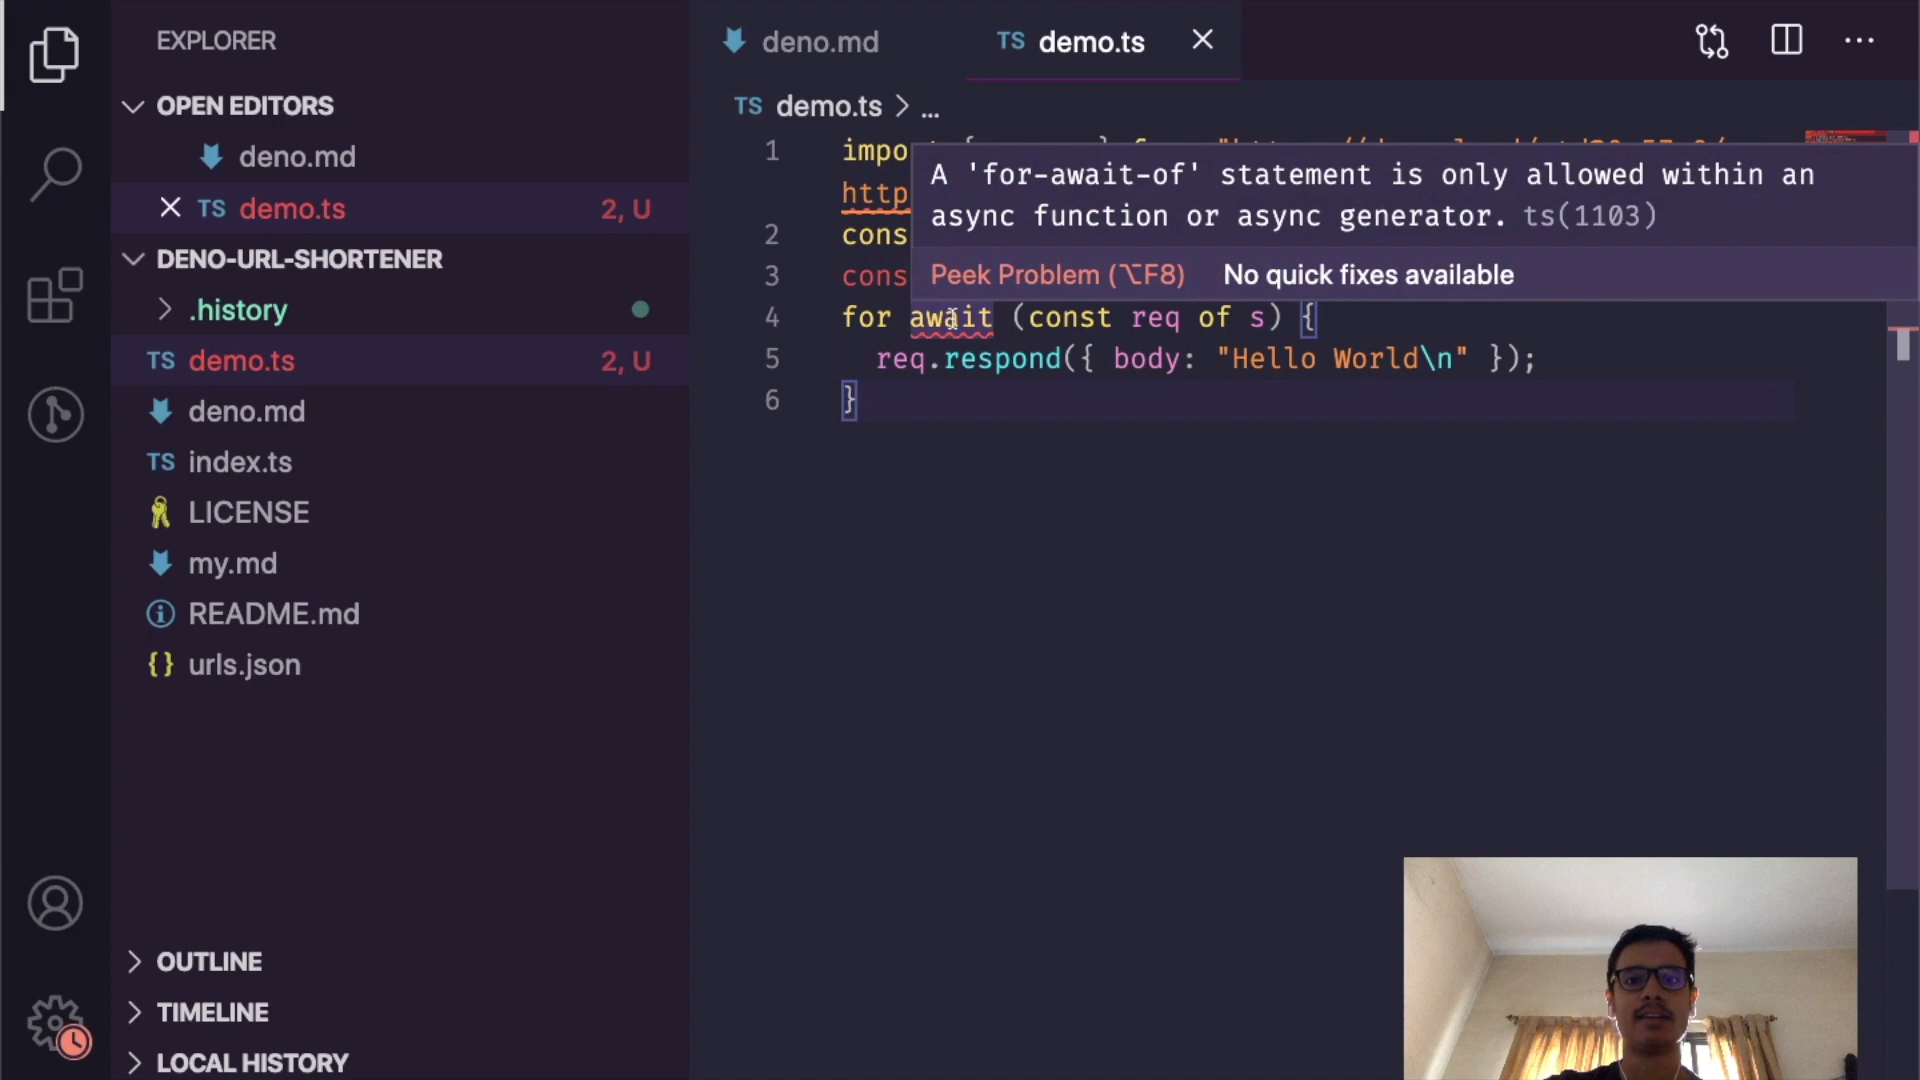 EXPLORER
OPEN EDITORS
deno.md
TS demo.ts 2, U
DENO-URL-SHORTENER
.history
TS demo.ts 2, U
deno.md
TS index.ts
LICENSE
my.md
README.md
{} urls.json
OUTLINE
TIMELINE
LOCAL HISTORY
deno.md
TS demo.ts
TS demo.ts > ...
1 impo
http
2 cons
3 cons
4 for await (const req of s) {
5 req.respond({ body: "Hello World\n" });
6 }
A 'for-await-of' statement is only allowed within an
async function or async generator. ts(1103)
Peek Problem (⌥F8) No quick fixes available